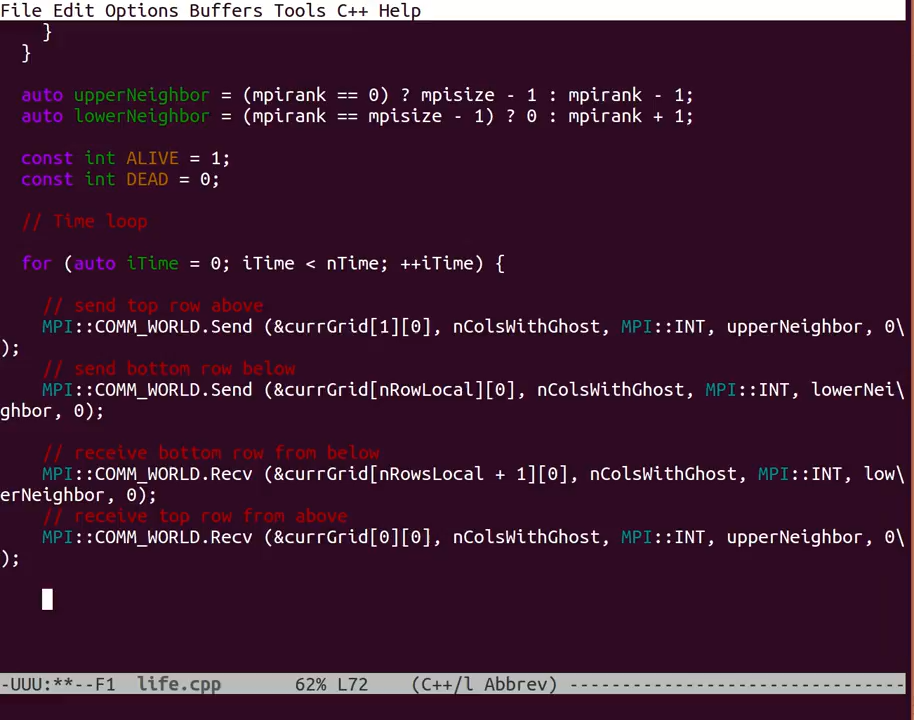 File Edit Options Buffers Tools C++ Help
    }
  }

  auto upperNeighbor = (mpirank == 0) ? mpisize - 1 : mpirank - 1;
  auto lowerNeighbor = (mpirank == mpisize - 1) ? 0 : mpirank + 1;

  const int ALIVE = 1;
  const int DEAD = 0;

  // Time loop

  for (auto iTime = 0; iTime < nTime; ++iTime) {

    // send top row above
    MPI::COMM_WORLD.Send (&currGrid[1][0], nColsWithGhost, MPI::INT, upperNeighbor, 0\
);
    // send bottom row below
    MPI::COMM_WORLD.Send (&currGrid[nRowLocal][0], nColsWithGhost, MPI::INT, lowerNei\
ghbor, 0);

    // receive bottom row from below
    MPI::COMM_WORLD.Recv (&currGrid[nRowsLocal + 1][0], nColsWithGhost, MPI::INT, low\
erNeighbor, 0);
    // receive top row from above
    MPI::COMM_WORLD.Recv (&currGrid[0][0], nColsWithGhost, MPI::INT, upperNeighbor, 0\
);

-UUU:**--F1  life.cpp       62% L72    (C++/l Abbrev) --------------------------------